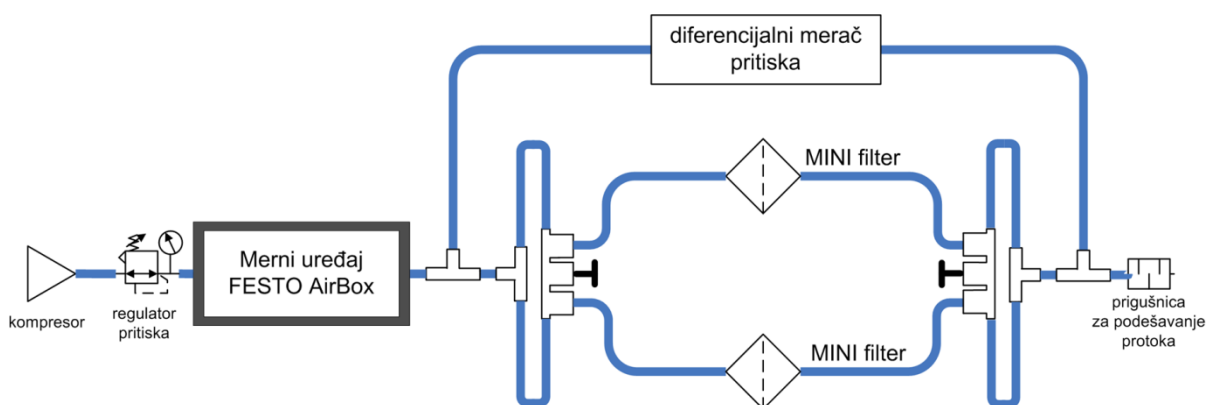 diferencijalni merač
pritiska
MINI filter
Merni uređaj
FESTO AirBox
kompresor
regulator
pritiska
prigušnica
za podešavanje
protoka
MINI filter